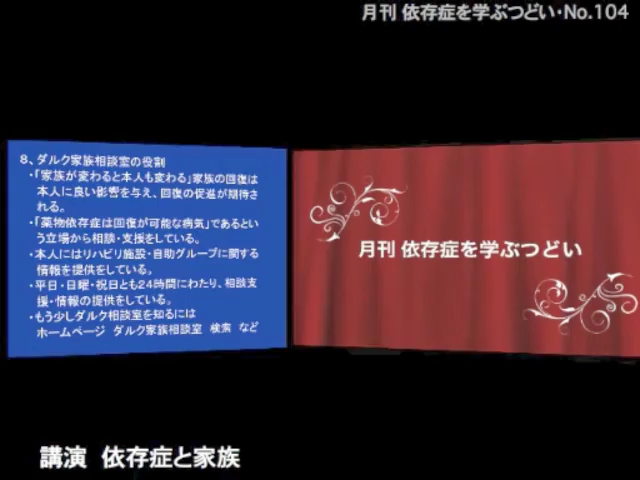 月刊 依存症を学ぶつどい・No.104
8、ダルク家族相談室の役割
・「家族が変わると本人も変わる」家族の回復は
本人に良い影響を与え、回復の促進が期待さ
れる。
・「薬物依存症は回復が可能な病気」であるとい
う立場から相談・支援をしている。
・本人にはリハビリ施設・自助グループに関する
情報を提供をしている。
・平日・日曜・祝日とも24時間にわたり、相談支
援・情報の提供をしている。
・もう少しダルク相談室を知るには
ホームページ ダルク家族相談室 検索 など
月刊 依存症を学ぶつどい
講演 依存症と家族